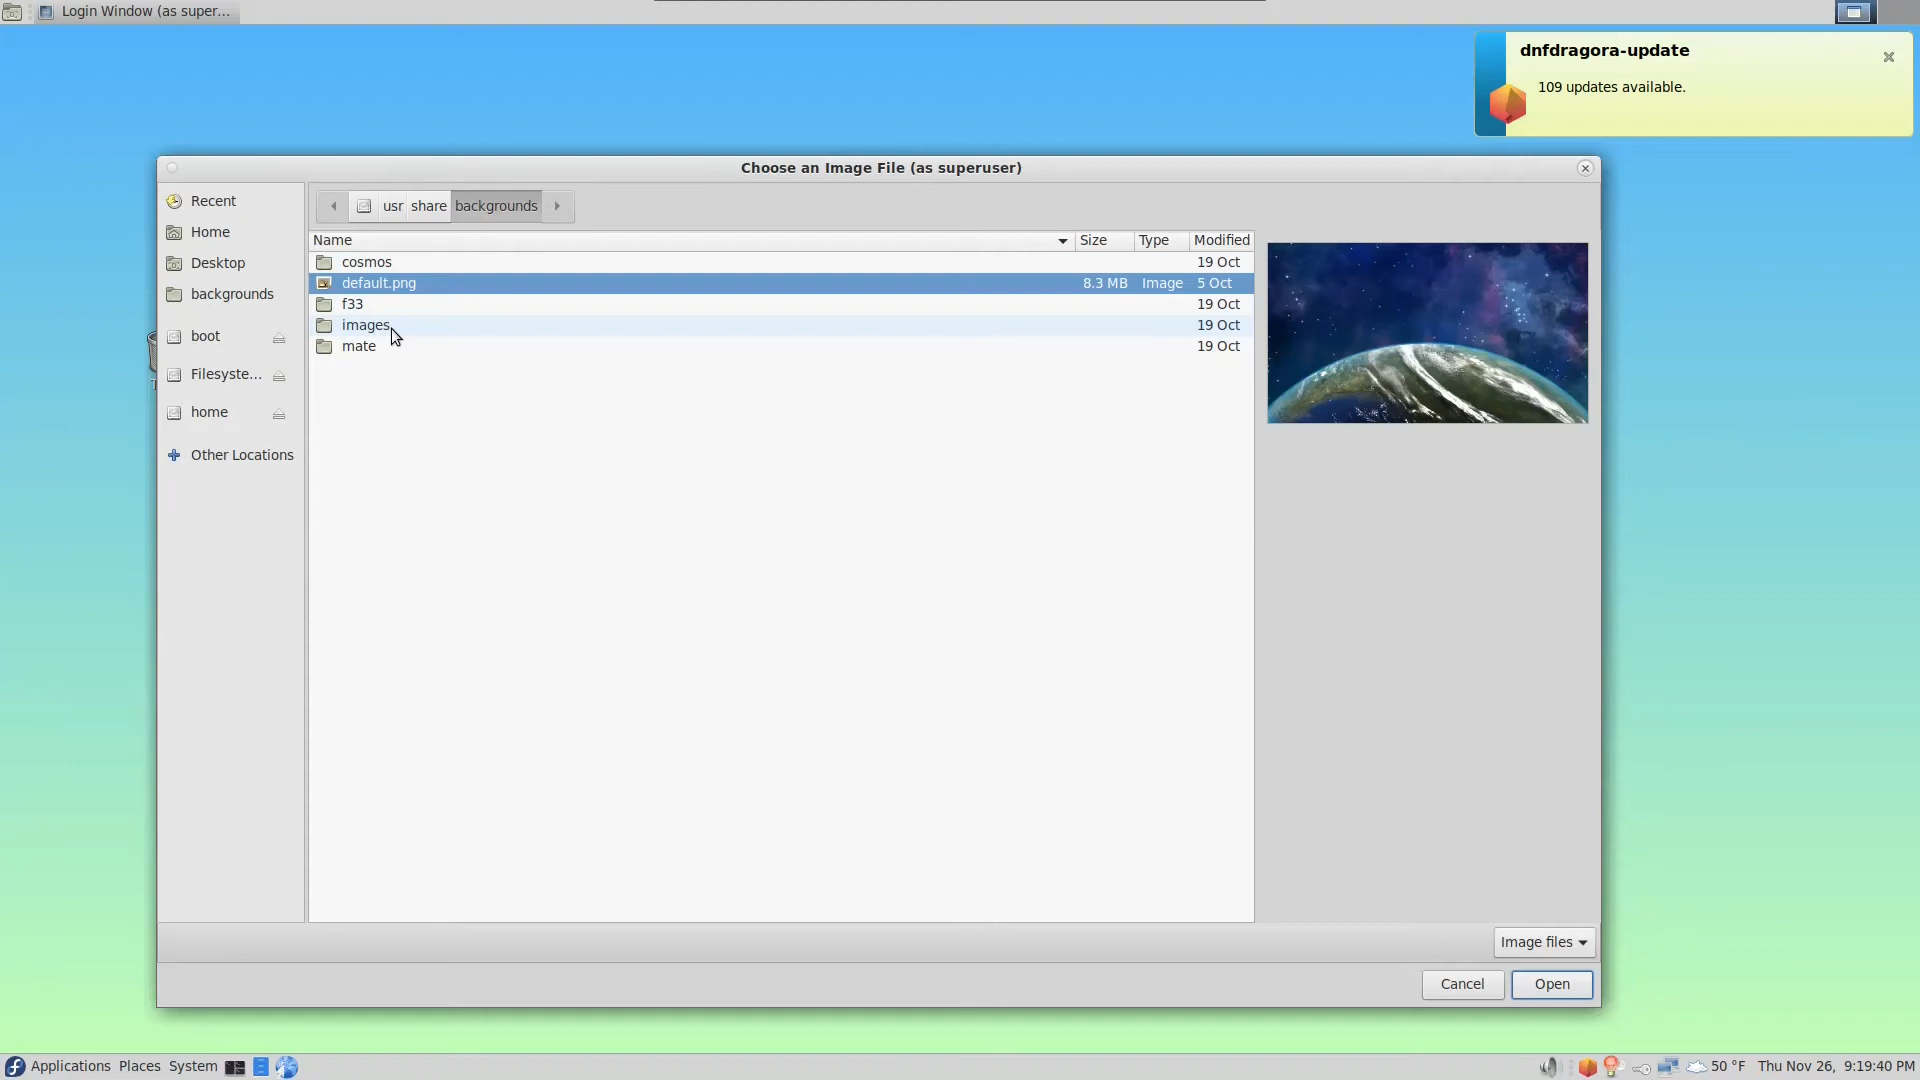 Login Window (as super...
dnfdragora-update
109 updates available.
Choose an Image File (as superuser)
Recent
Home
Desktop
backgrounds
boot
Filesyste...
home
Other Locations
usr share backgrounds
Name Size Type Modified
cosmos 19 Oct
default.png 8.3 MB Image 5 Oct
f33 19 Oct
images 19 Oct
mate 19 Oct
Image files
Cancel Open
Applications Places System 50 °F Thu Nov 26, 9:19:40 PM